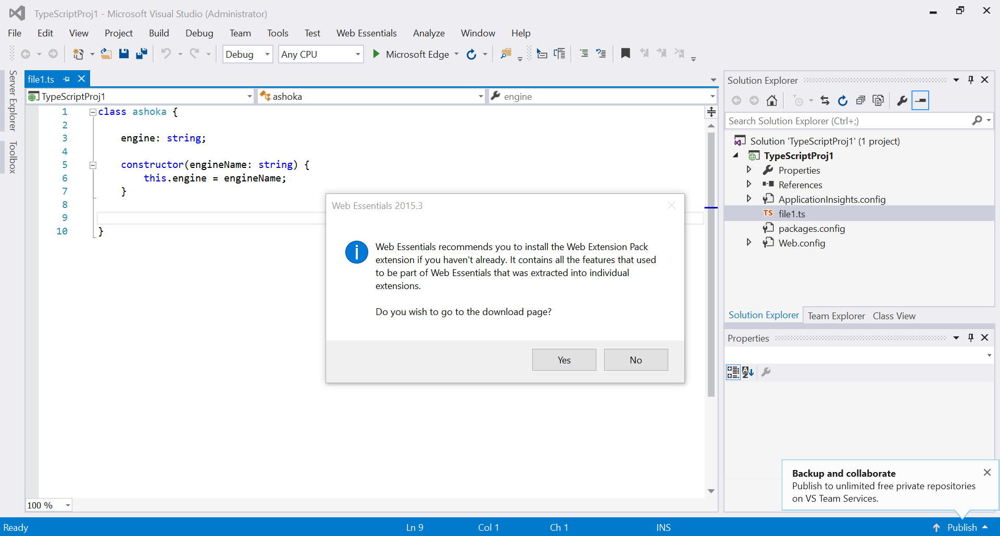 TypeScriptProj1 - Microsoft Visual Studio (Administrator)
File Edit View Project Build Debug Team Tools Test Web Essentials Analyze Window Help
Debug Any CPU Microsoft Edge
Server Explorer
Toolbox
file1.ts
TypeScriptProj1 ashoka engine
1 class ashoka {
2
3 engine: string;
4
5 constructor(engineName: string) {
6 this.engine = engineName;
7 }
8
9
10 }
100 %
Web Essentials 2015.3
Web Essentials recommends you to install the Web Extension Pack
extension if you haven't already. It contains all the features that used
to be part of Web Essentials that was extracted into individual
extensions.
Do you wish to go to the download page?
Yes No
Solution Explorer
Search Solution Explorer (Ctrl+;)
Solution 'TypeScriptProj1' (1 project)
TypeScriptProj1
Properties
References
ApplicationInsights.config
TS file1.ts
packages.config
Web.config
Solution Explorer Team Explorer Class View
Properties
Backup and collaborate
Publish to unlimited free private repositories
on VS Team Services.
Ready Ln 9 Col 1 Ch 1 INS Publish